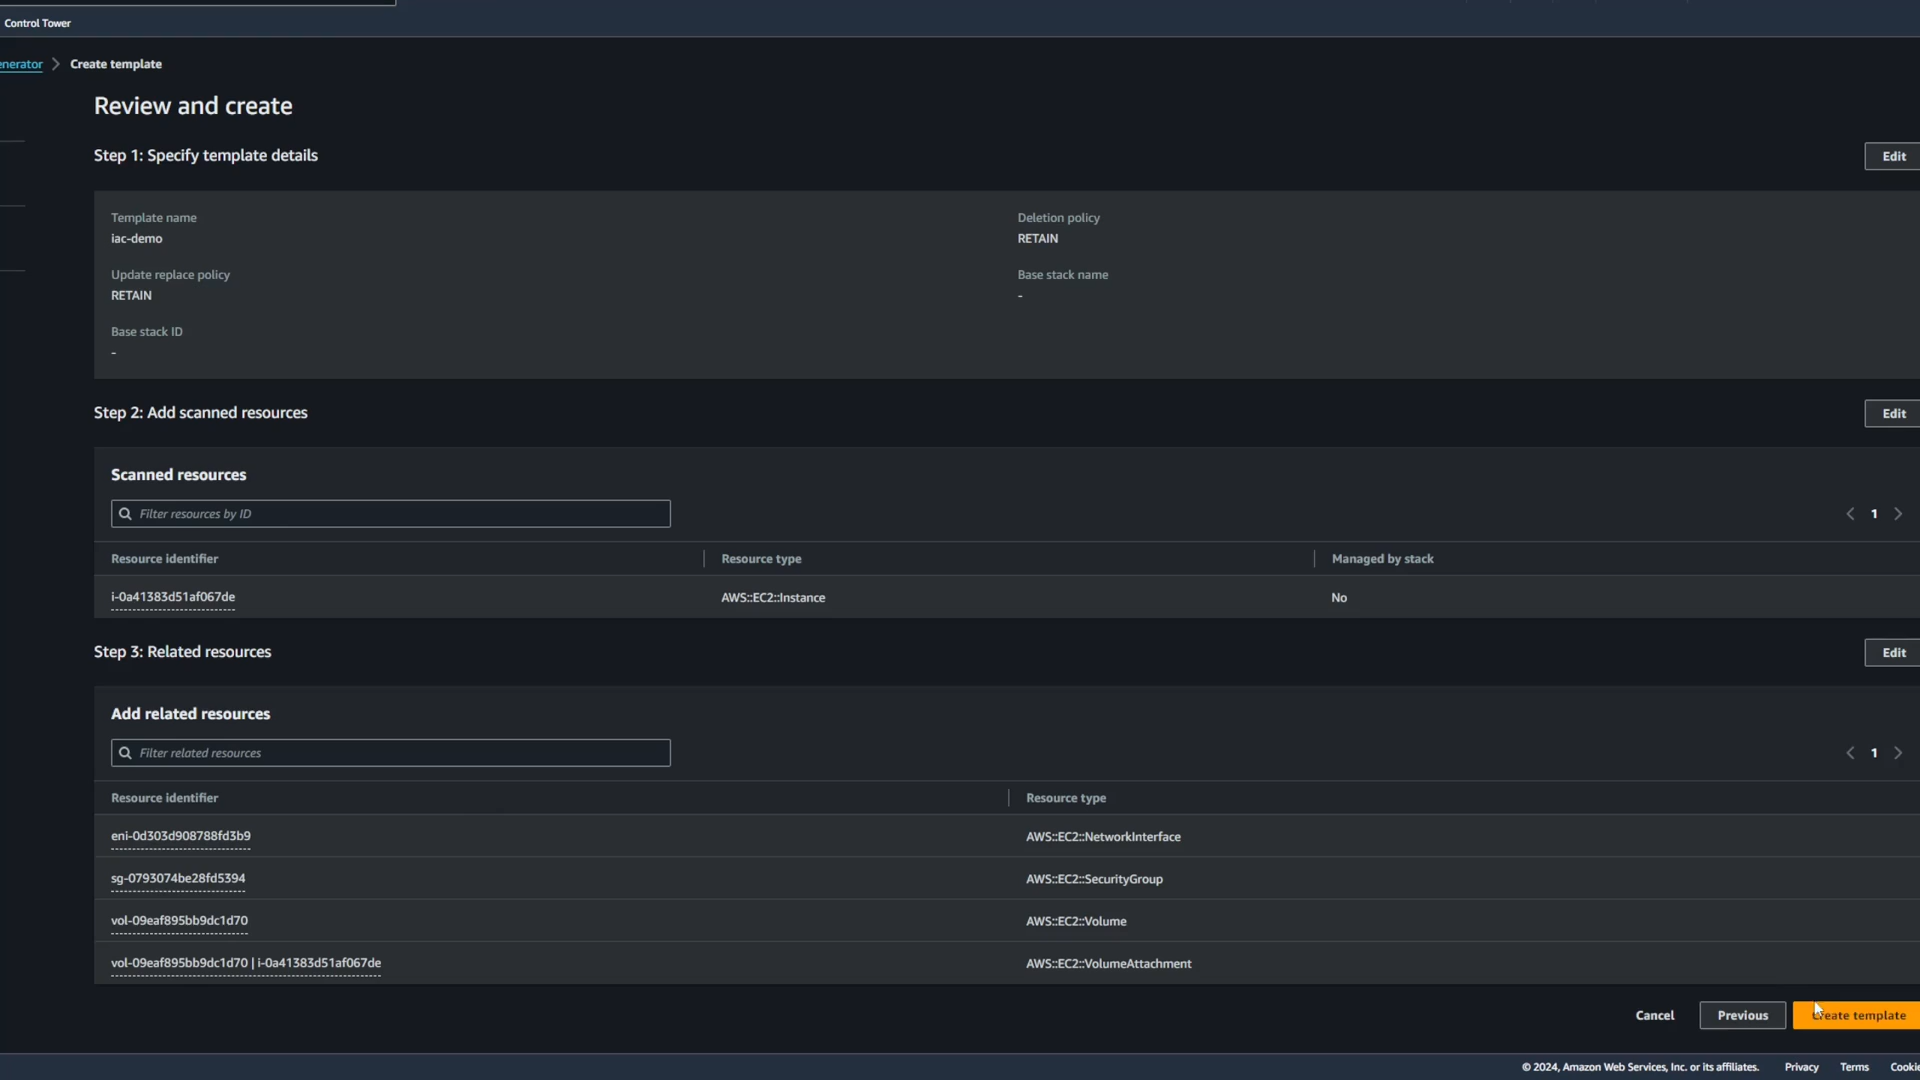 Control Tower
enerator
Create template
Review and create
Step 1: Specify template details
Edit
Template name
iac-demo
Deletion policy
RETAIN
Update replace policy
RETAIN
Base stack name
-
Base stack ID
-
Step 2: Add scanned resources
Edit
Scanned resources
Filter resources by ID
1
Resource identifier
Resource type
Managed by stack
i-0a41383d51af067de
AWS::EC2::Instance
No
Step 3: Related resources
Edit
Add related resources
Filter related resources
1
Resource identifier
Resource type
eni-0d303d908788fd3b9
AWS::EC2::NetworkInterface
sg-0793074be28fd5394
AWS::EC2::SecurityGroup
vol-09eaf895bb9dc1d70
AWS::EC2::Volume
vol-09eaf895bb9dc1d70 | i-0a41383d51af067de
AWS::EC2::VolumeAttachment
Cancel
Previous
Create template
© 2024, Amazon Web Services, Inc. or its affiliates.
Privacy
Terms
Cookie